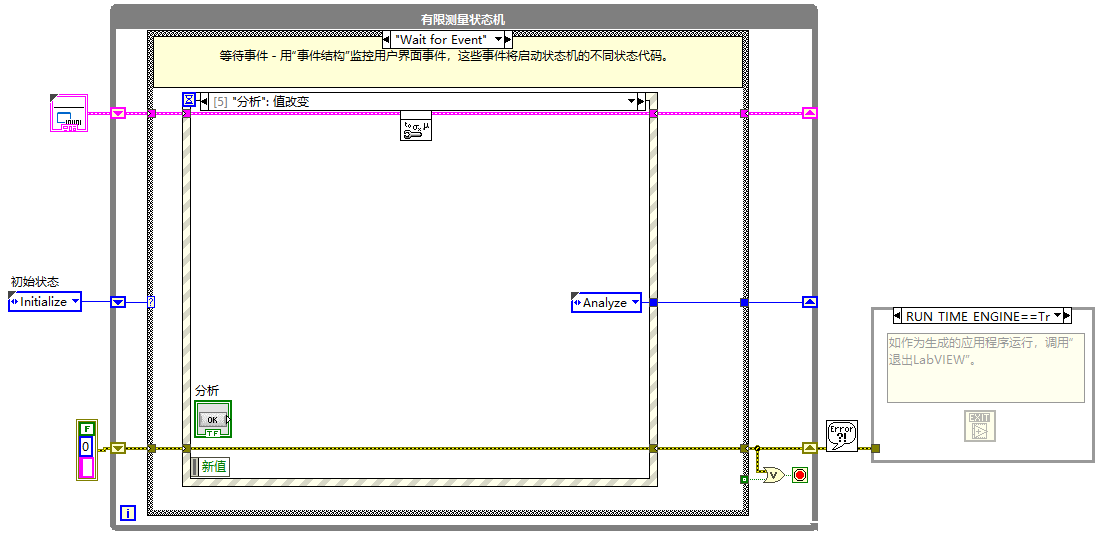 有限测量状态机
"Wait for Event"
等待事件 - 用"事件结构"监控用户界面事件，这些事件将启动状态机的不同状态代码。
[5] "分析": 值改变
初始状态
Initialize
Analyze
RUN TIME ENGINE==Tr
如作为生成的应用程序运行，调用"
退出LabVIEW"。
EXIT
分析
OK
TF
F
0
Error
?!
新值
V
?
i